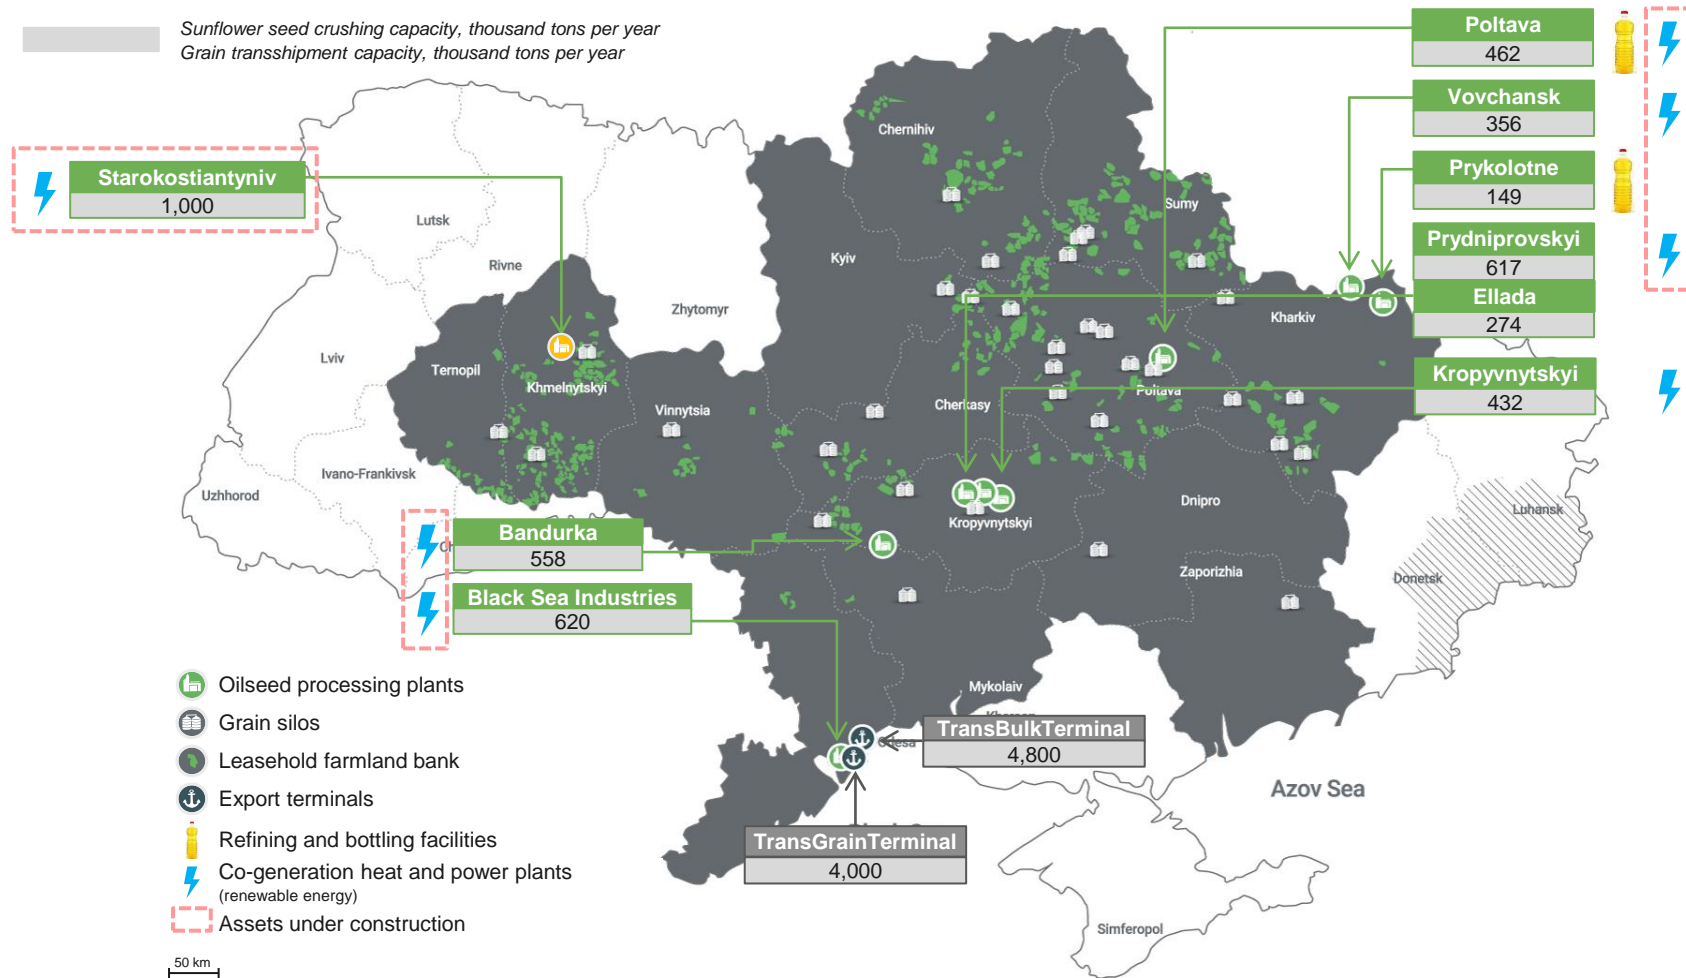 Sunflower seed crushing capacity, thousand tons per year
Grain transshipment capacity, thousand tons per year
Poltava
462
Vovchansk
356
Prykolotne
149
Prydniprovskyi
617
Ellada
274
Kropyvnytskyi
432
Starokostiantyniv
1,000
Chernihiv
Sumy
Lutsk
Rivne
Kyiv
Zhytomyr
Kharkiv
Lviv
Ternopil
Khmelnytskyi
Vinnytsia
Cherkasy
Poltava
Ivano-Frankivsk
Uzhhorod
Dnipro
Kropyvnytskyi
Luhansk
Donetsk
Zaporizhia
Bandurka
558
Black Sea Industries
620
Mykolaiv
Odesa
TransBulkTerminal
4,800
TransGrainTerminal
4,000
Azov Sea
Simferopol
Oilseed processing plants
Grain silos
Leasehold farmland bank
Export terminals
Refining and bottling facilities
Co-generation heat and power plants
(renewable energy)
Assets under construction
50 km